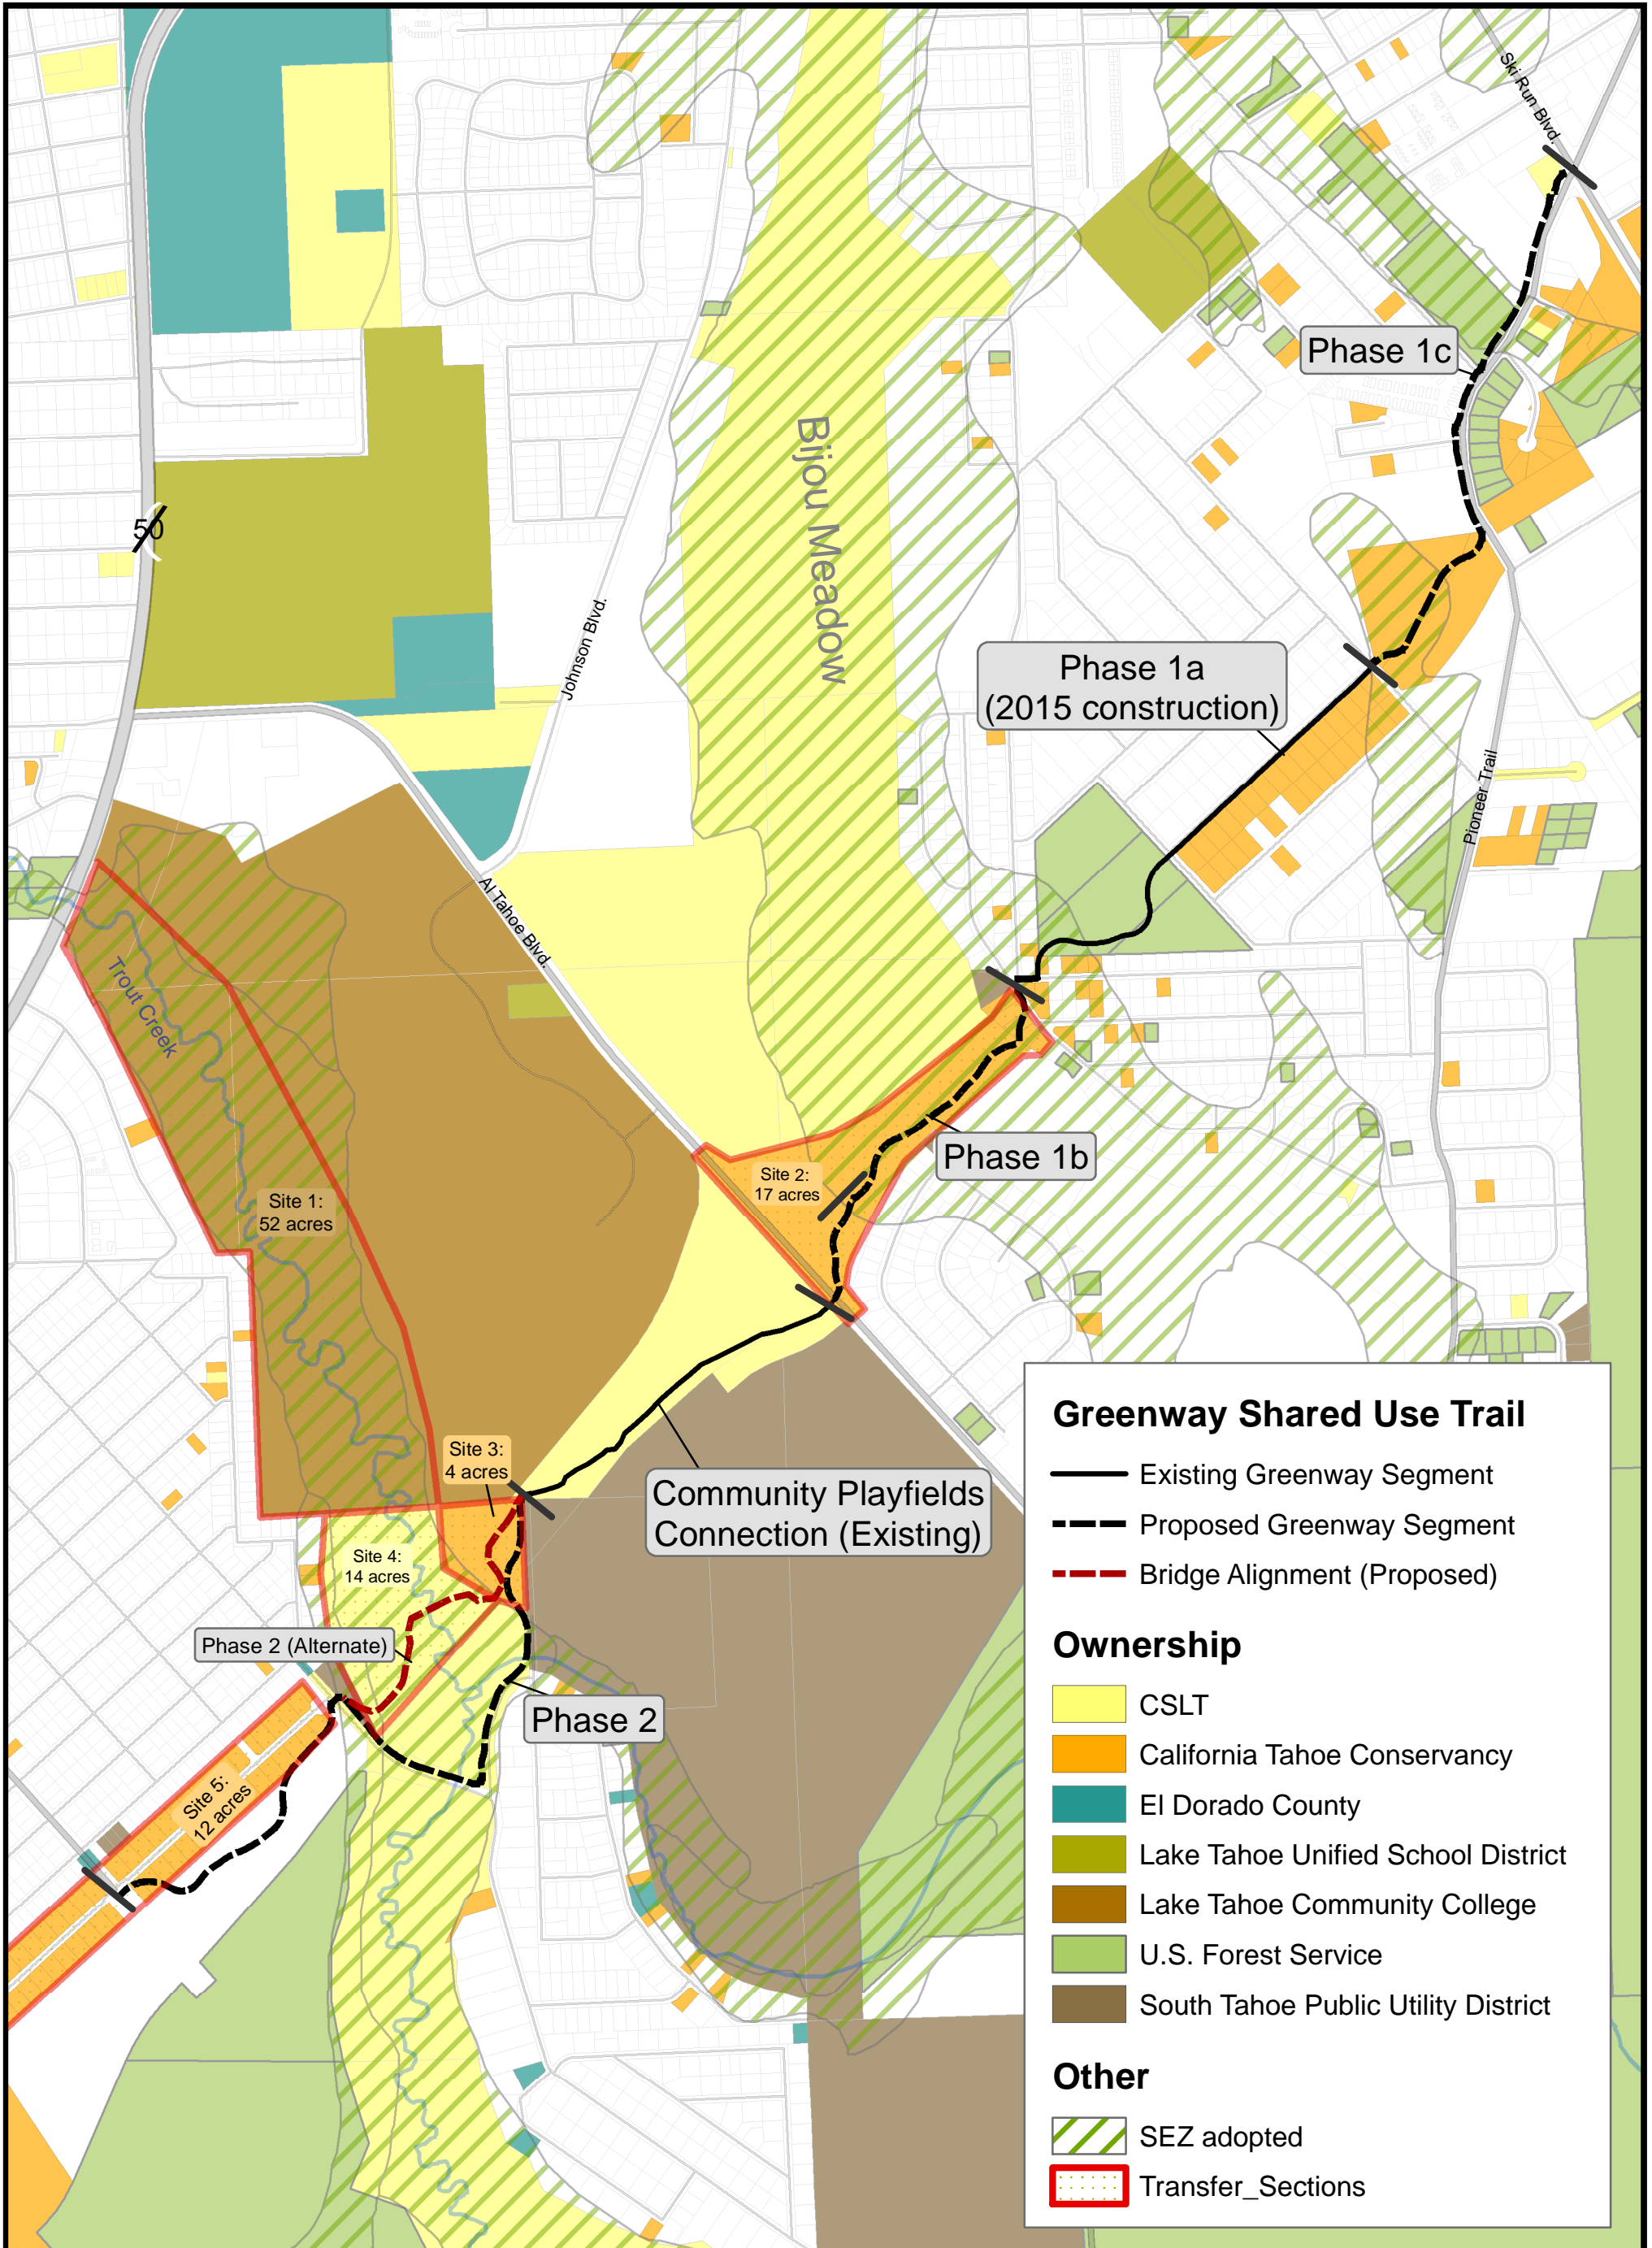 Ski Run Blvd.
Phase 1c
Bijou Meadow
50
Johnson Blvd.
Phase 1a
(2015 construction)
Pioneer Trail
Al Tahoe Blvd.
Trout Creek
Phase 1b
Site 2:
17 acres
Site 1:
52 acres
Site 3:
4 acres
Community Playfields
Connection (Existing)
Site 4:
14 acres
Phase 2 (Alternate)
Phase 2
Site 5:
12 acres
Greenway Shared Use Trail
Existing Greenway Segment
Proposed Greenway Segment
Bridge Alignment (Proposed)
Ownership
CSLT
California Tahoe Conservancy
El Dorado County
Lake Tahoe Unified School District
Lake Tahoe Community College
U.S. Forest Service
South Tahoe Public Utility District
Other
SEZ adopted
Transfer_Sections